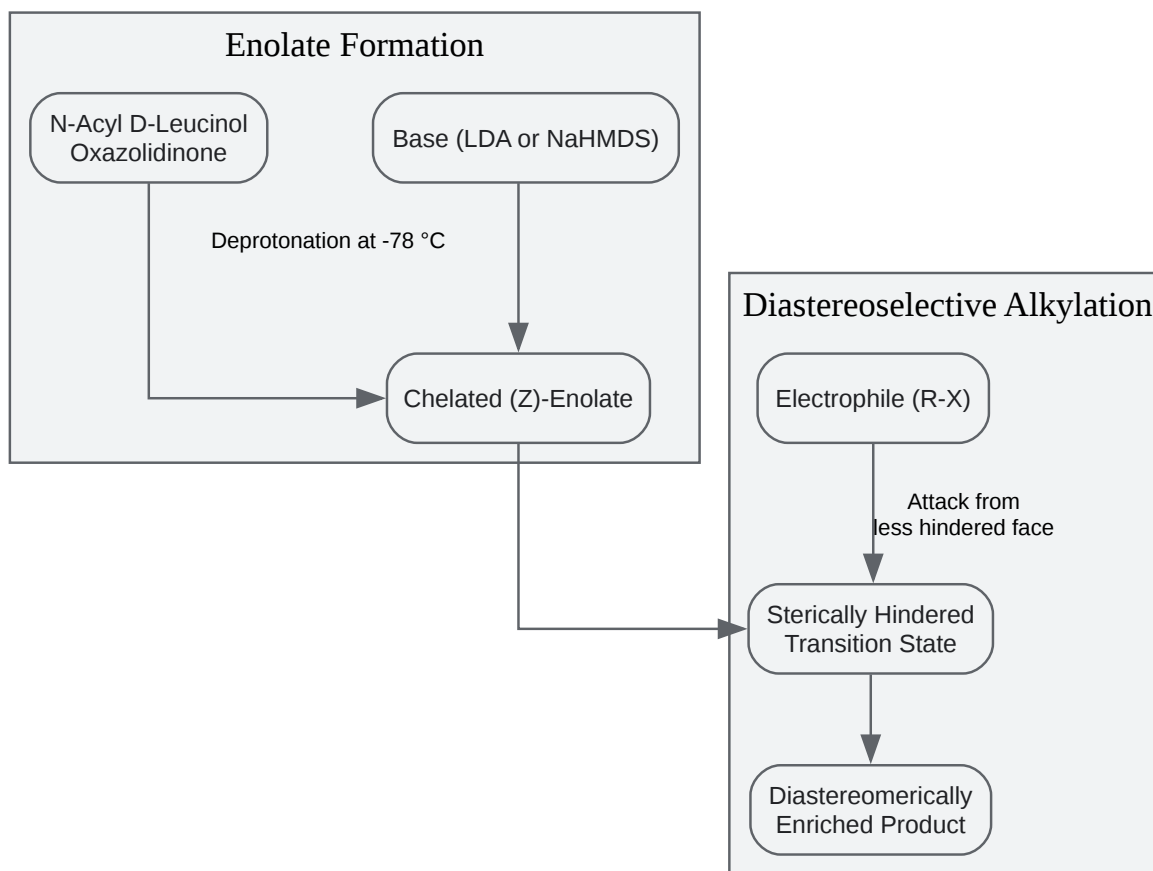 Enolate Formation
N-Acyl D-Leucinol
Oxazolidinone
Base (LDA or NaHMDS)
Deprotonation at -78 °C
Chelated (Z)-Enolate
Diastereoselective Alkylation
Electrophile (R-X)
Attack from
less hindered face
Sterically Hindered
Transition State
Diastereomerically
Enriched Product